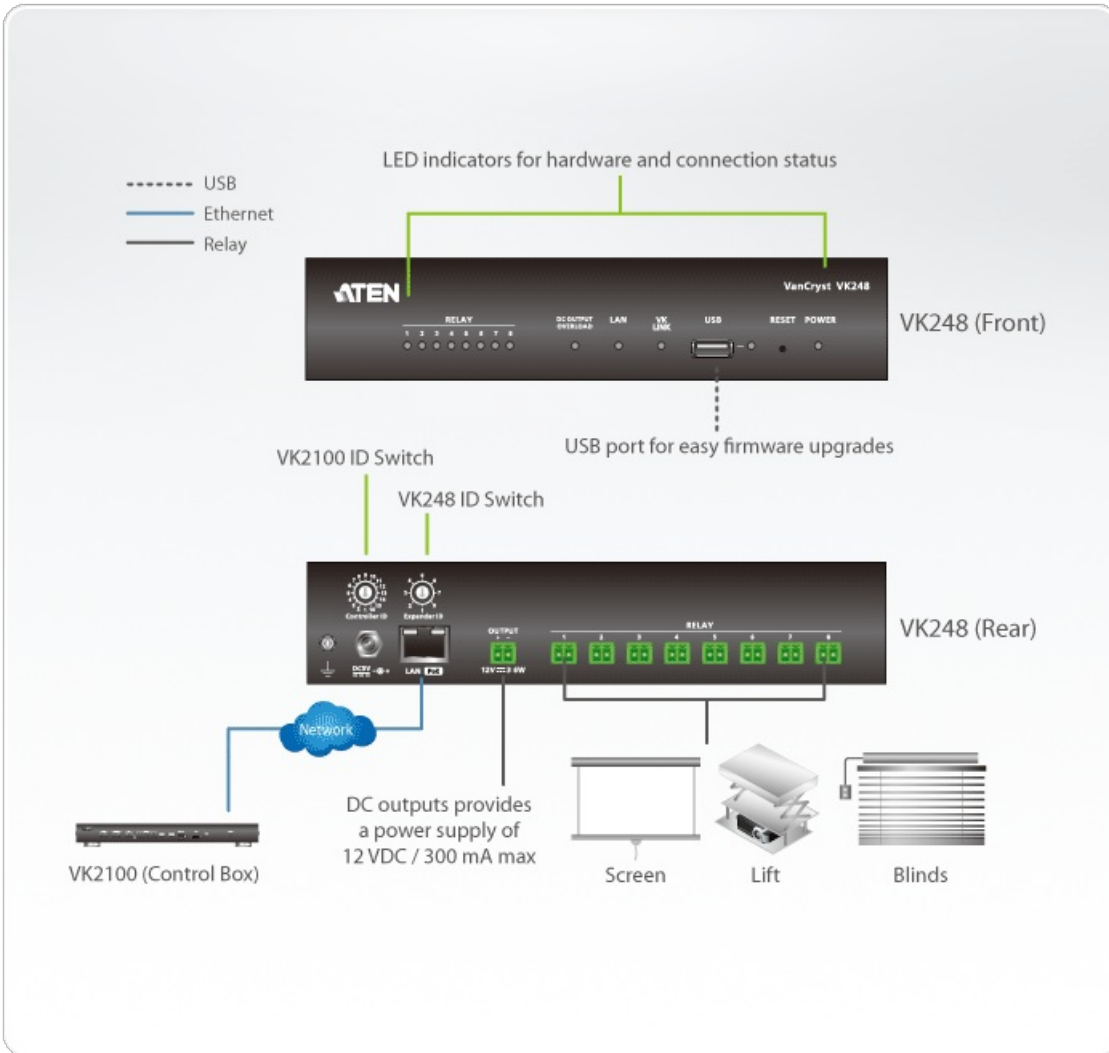 LED indicators for hardware and connection status
USB
Ethernet
Relay
ATEN
VanCryst VK248
RELAY
1 2 3 4 5 6 7 8
DC OUTPUT
OVERLOAD
LAN
VK
LINK
USB
RESET
POWER
VK248 (Front)
USB port for easy firmware upgrades
VK2100 ID Switch
VK248 ID Switch
Controller ID
Expander ID
OUTPUT
+ -
RELAY
1 2 3 4 5 6 7 8
VK248 (Rear)
LAN PoE
Network
DC outputs provides
a power supply of
12 VDC / 300 mA max
VK2100 (Control Box)
Screen
Lift
Blinds